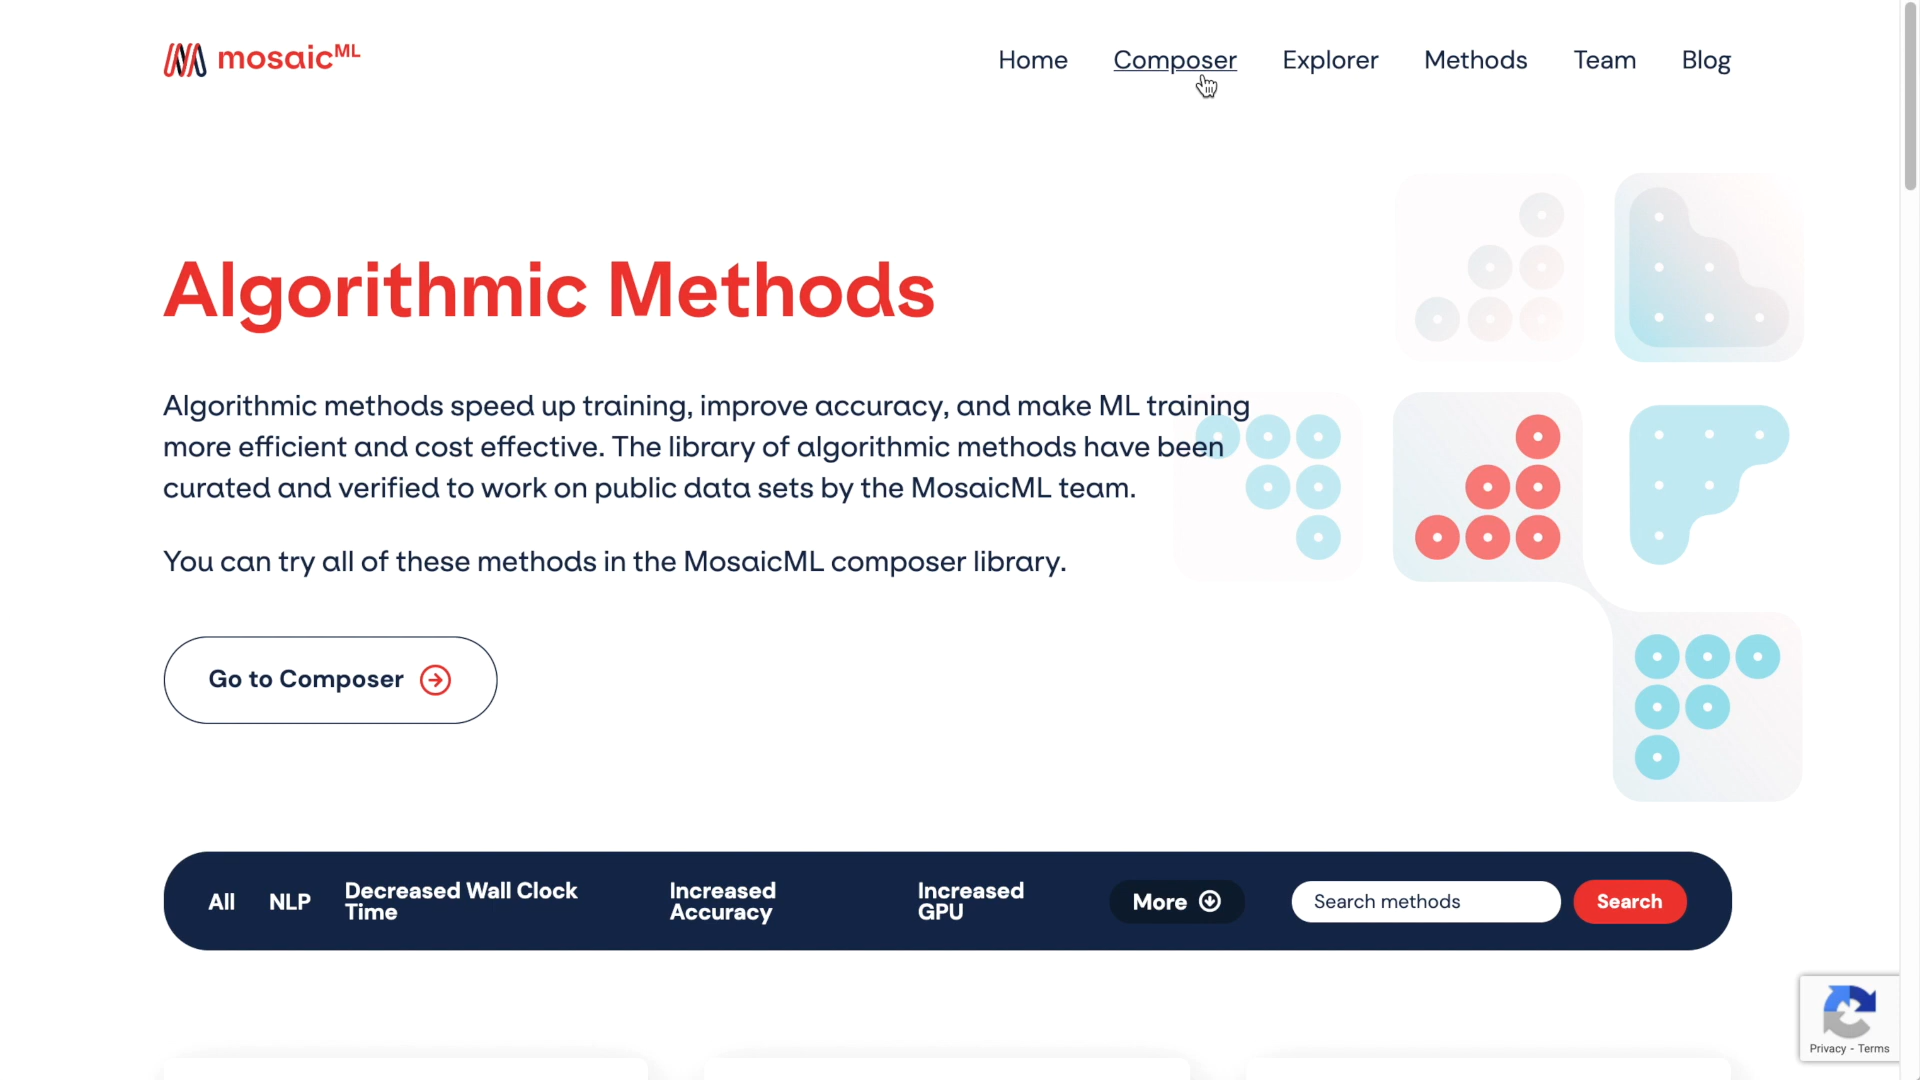 mosaicML
Home Composer Explorer Methods Team Blog
Algorithmic Methods
Algorithmic methods speed up training, improve accuracy, and make ML training
more efficient and cost effective. The library of algorithmic methods have been
curated and verified to work on public data sets by the MosaicML team.
You can try all of these methods in the MosaicML composer library.
Go to Composer
All
NLP
Decreased Wall Clock
Time
Increased
Accuracy
Increased
GPU
More
Search methods
Search
Privacy - Terms